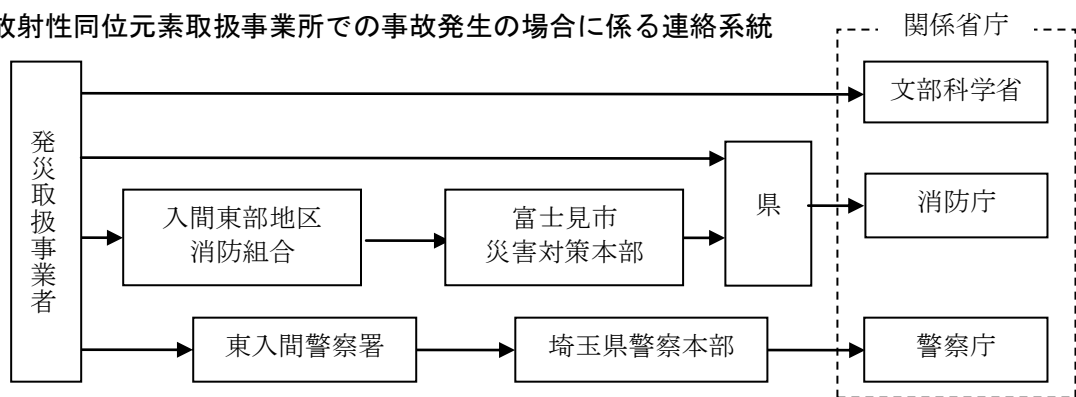 放射性同位元素取扱事業所での事故発生の場合に係る連絡系統
関係省庁
文部科学省
発災取扱事業者
県
消防庁
入間東部地区
消防組合
富士見市
災害対策本部
東入間警察署
埼玉県警察本部
警察庁